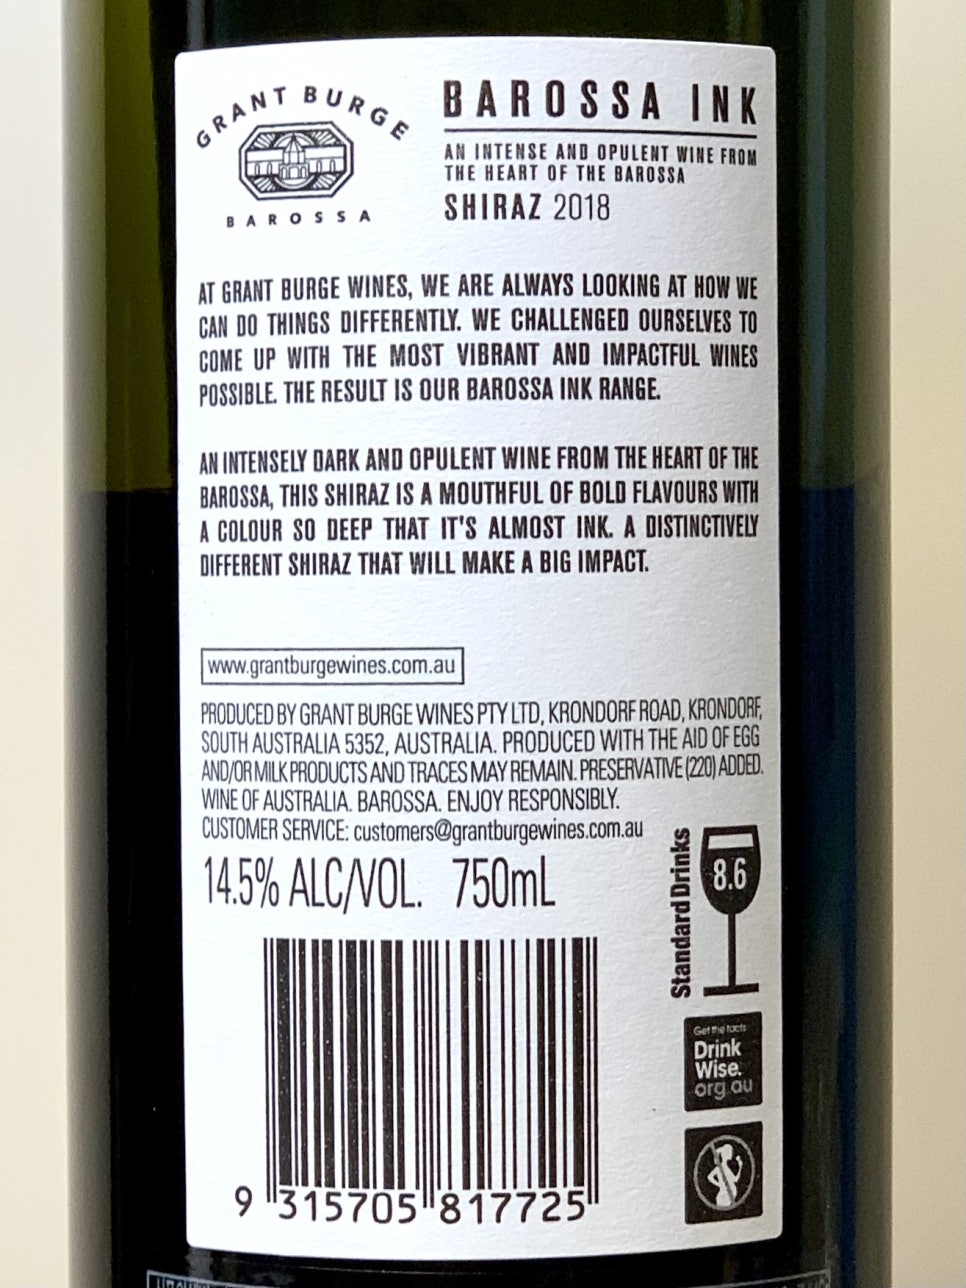 GRANT BURGE
BAROSSA
BAROSSA INK
AN INTENSE AND OPULENT WINE FROM
THE HEART OF THE BAROSSA
SHIRAZ 2018
AT GRANT BURGE WINES, WE ARE ALWAYS LOOKING AT HOW WE
CAN DO THINGS DIFFERENTLY. WE CHALLENGED OURSELVES TO
COME UP WITH THE MOST VIBRANT AND IMPACTFUL WINES
POSSIBLE. THE RESULT IS OUR BAROSSA INK RANGE.
AN INTENSELY DARK AND OPULENT WINE FROM THE HEART OF THE
BAROSSA, THIS SHIRAZ IS A MOUTHFUL OF BOLD FLAVOURS WITH
A COLOUR SO DEEP THAT IT'S ALMOST INK. A DISTINCTIVELY
DIFFERENT SHIRAZ THAT WILL MAKE A BIG IMPACT.
www.grantburgewines.com.au
PRODUCED BY GRANT BURGE WINES PTY LTD, KRONDORF ROAD, KRONDORF,
SOUTH AUSTRALIA 5352, AUSTRALIA. PRODUCED WITH THE AID OF EGG
AND/OR MILK PRODUCTS AND TRACES MAY REMAIN. PRESERVATIVE (220) ADDED.
WINE OF AUSTRALIA. BAROSSA. ENJOY RESPONSIBLY.
CUSTOMER SERVICE: customers@grantburgewines.com.au
14.5% ALC/VOL. 750mL
Standard Drinks
8.6
Get the facts
Drink
Wise.
org.au
9 315705 817725